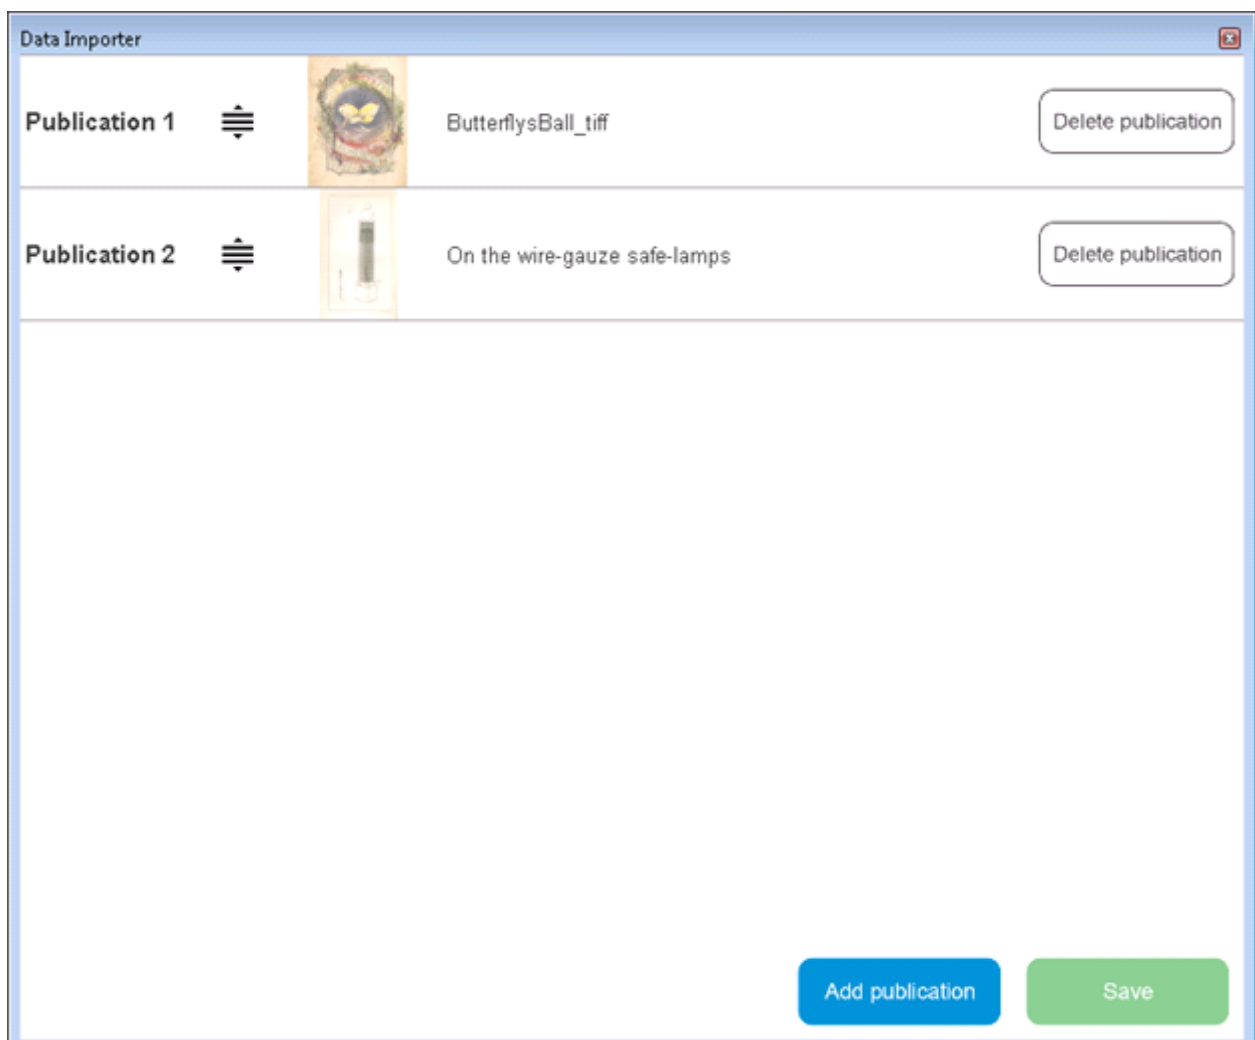 Data Importer
Publication 1 ButterflysBall_tiff Delete publication
Publication 2 On the wire-gauze safe-lamps Delete publication
Add publication Save